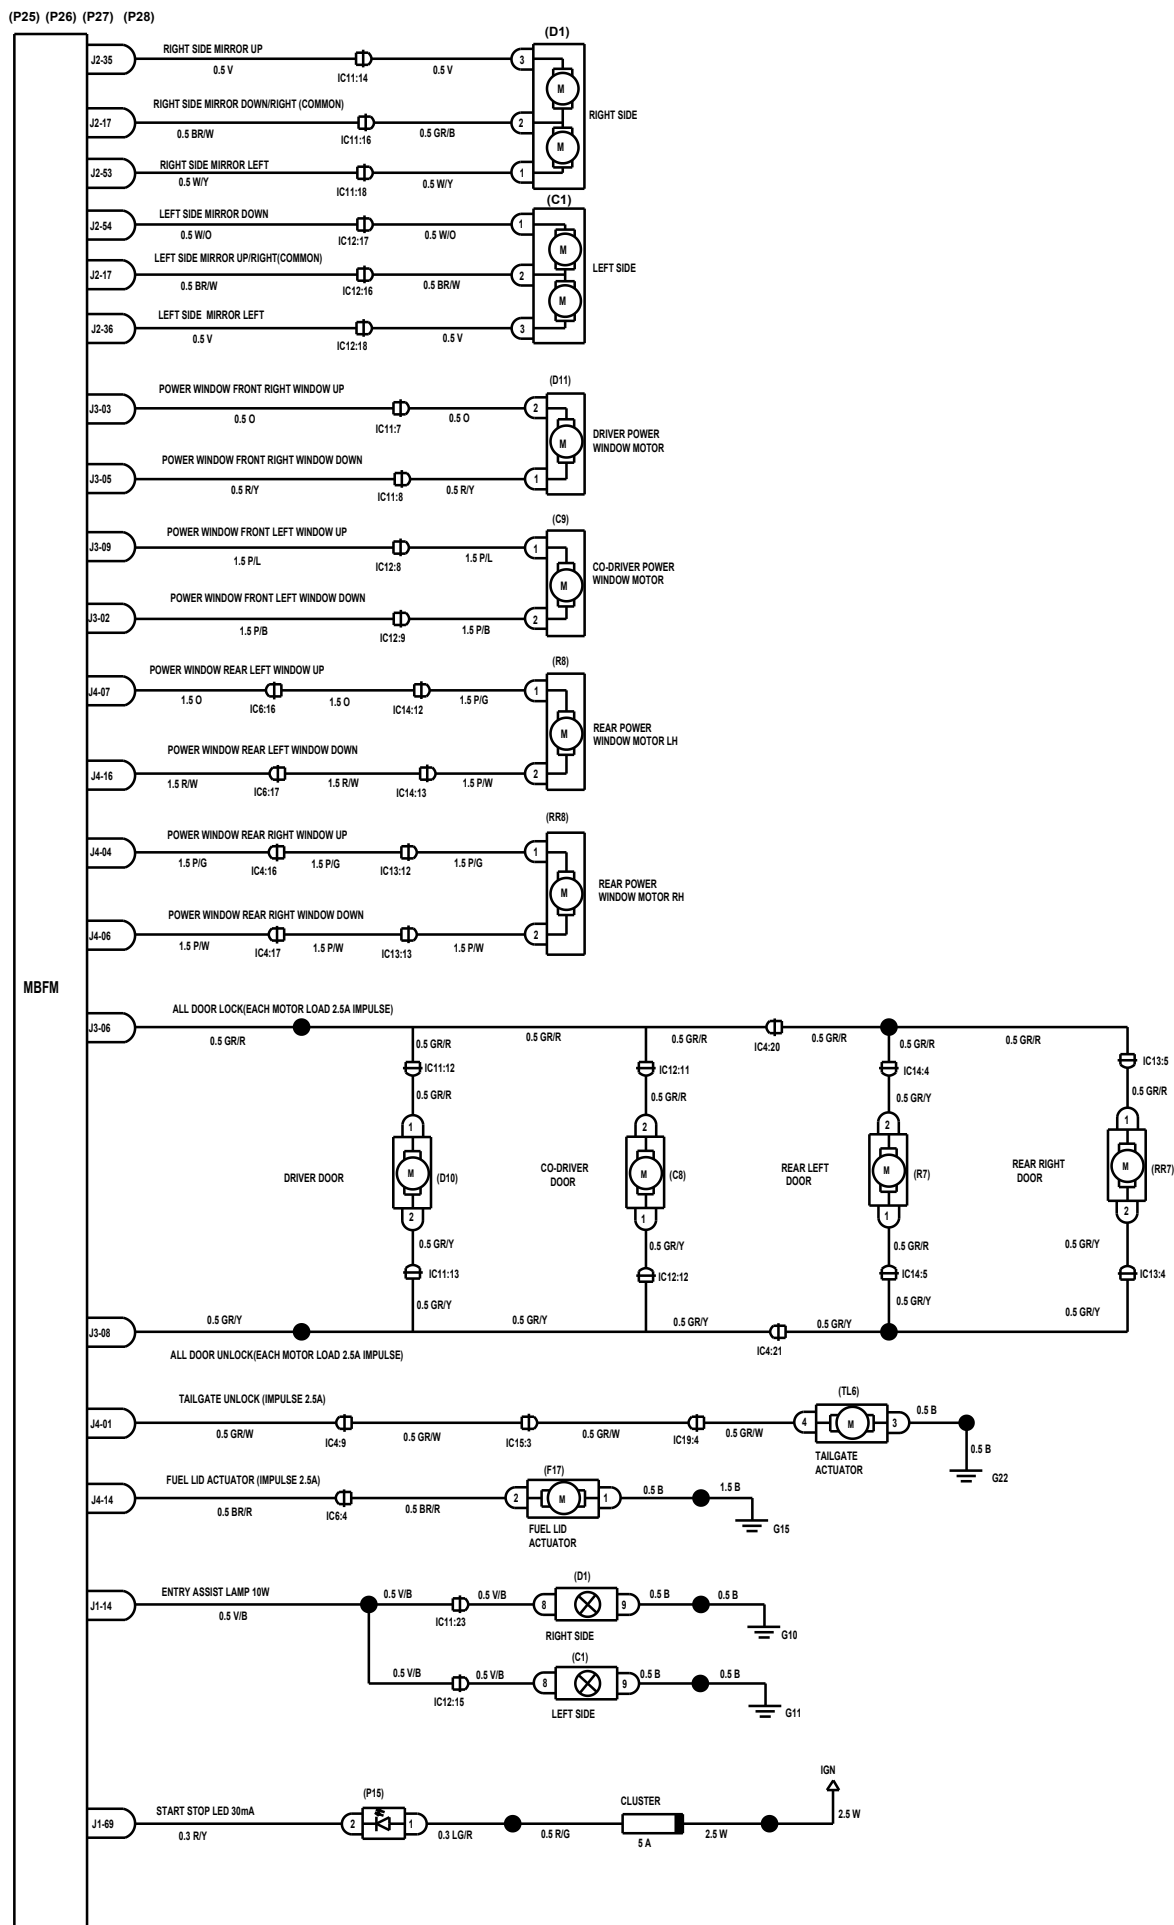 (P25) (P26) (P27) (P28)
(D1)
J2-35
RIGHT SIDE MIRROR UP
0.5 V
IC11:14
0.5 V
3
M
J2-17
RIGHT SIDE MIRROR DOWN/RIGHT (COMMON)
0.5 BR/W
IC11:16
0.5 GR/B
2
RIGHT SIDE
M
J2-53
RIGHT SIDE MIRROR LEFT
0.5 W/Y
IC11:18
0.5 W/Y
1
(C1)
J2-54
LEFT SIDE MIRROR DOWN
0.5 W/O
IC12:17
0.5 W/O
1
M
J2-17
LEFT SIDE MIRROR UP/RIGHT(COMMON)
0.5 BR/W
IC12:16
0.5 BR/W
2
LEFT SIDE
M
J2-36
LEFT SIDE MIRROR LEFT
0.5 V
IC12:18
0.5 V
3
(D11)
J3-03
POWER WINDOW FRONT RIGHT WINDOW UP
0.5 O
IC11:7
0.5 O
2
M
DRIVER POWER
WINDOW MOTOR
J3-05
POWER WINDOW FRONT RIGHT WINDOW DOWN
0.5 R/Y
IC11:8
0.5 R/Y
1
(C9)
J3-09
POWER WINDOW FRONT LEFT WINDOW UP
1.5 P/L
IC12:8
1.5 P/L
1
M
CO-DRIVER POWER
WINDOW MOTOR
J3-02
POWER WINDOW FRONT LEFT WINDOW DOWN
1.5 P/B
IC12:9
1.5 P/B
2
(R8)
J4-07
POWER WINDOW REAR LEFT WINDOW UP
1.5 O
IC6:16
1.5 O
IC14:12
1.5 P/G
1
M
REAR POWER
WINDOW MOTOR LH
J4-16
POWER WINDOW REAR LEFT WINDOW DOWN
1.5 R/W
IC6:17
1.5 R/W
IC14:13
1.5 P/W
2
(RR8)
J4-04
POWER WINDOW REAR RIGHT WINDOW UP
1.5 P/G
IC4:16
1.5 P/G
IC13:12
1.5 P/G
1
M
REAR POWER
WINDOW MOTOR RH
J4-06
POWER WINDOW REAR RIGHT WINDOW DOWN
1.5 P/W
IC4:17
1.5 P/W
IC13:13
1.5 P/W
2
MBFM
J3-06
ALL DOOR LOCK(EACH MOTOR LOAD 2.5A IMPULSE)
0.5 GR/R
0.5 GR/R
0.5 GR/R
0.5 GR/R
0.5 GR/R
IC4:20
0.5 GR/R
0.5 GR/R
0.5 GR/R
IC11:12
IC12:11
IC14:4
IC13:5
0.5 GR/R
0.5 GR/R
0.5 GR/Y
0.5 GR/R
1
2
2
1
DRIVER DOOR
M
(D10)
CO-DRIVER
DOOR
M
(C8)
REAR LEFT
DOOR
M
(R7)
REAR RIGHT
DOOR
M
(RR7)
2
1
1
2
0.5 GR/Y
0.5 GR/Y
0.5 GR/R
0.5 GR/Y
IC11:13
IC12:12
IC14:5
IC13:4
0.5 GR/Y
0.5 GR/Y
0.5 GR/Y
J3-08
0.5 GR/Y
0.5 GR/Y
0.5 GR/Y
IC4:21
0.5 GR/Y
ALL DOOR UNLOCK(EACH MOTOR LOAD 2.5A IMPULSE)
(TL6)
J4-01
TAILGATE UNLOCK (IMPULSE 2.5A)
0.5 GR/W
IC4:9
0.5 GR/W
IC15:3
0.5 GR/W
IC19:4
0.5 GR/W
4
M
3
0.5 B
0.5 B
G22
TAILGATE
ACTUATOR
(F17)
J4-14
FUEL LID ACTUATOR (IMPULSE 2.5A)
0.5 BR/R
IC6:4
0.5 BR/R
2
M
1
0.5 B
1.5 B
G15
FUEL LID
ACTUATOR
(D1)
J1-14
ENTRY ASSIST LAMP 10W
0.5 V/B
0.5 V/B
IC11:23
0.5 V/B
8
9
0.5 B
0.5 B
G10
RIGHT SIDE
(C1)
0.5 V/B
IC12:15
0.5 V/B
8
9
0.5 B
0.5 B
G11
LEFT SIDE
IGN
(P15)
J1-69
START STOP LED 30mA
0.3 R/Y
2
1
0.3 LG/R
0.5 R/G
CLUSTER
5 A
2.5 W
2.5 W